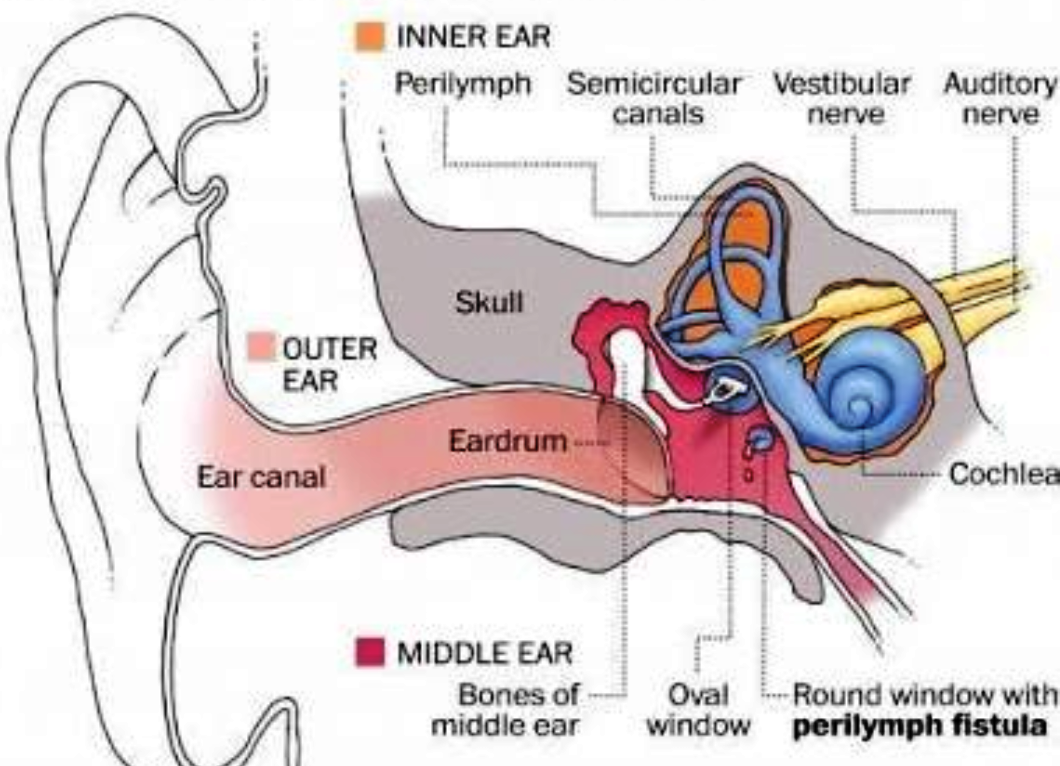 INNER EAR
Perilymph
Semicircular
canals
Vestibular
nerve
Auditory
nerve
Skull
OUTER
EAR
Eardrum
Ear canal
Cochlea
MIDDLE EAR
Bones of
middle ear
Oval
window
Round window with
perilymph fistula